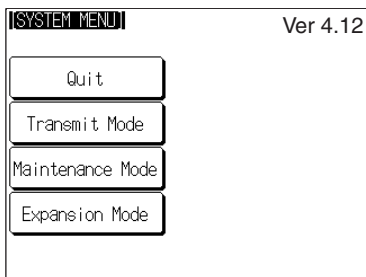 [SYSTEM MENU]
Ver 4.12
Quit
Transmit Mode
Maintenance Mode
Expansion Mode